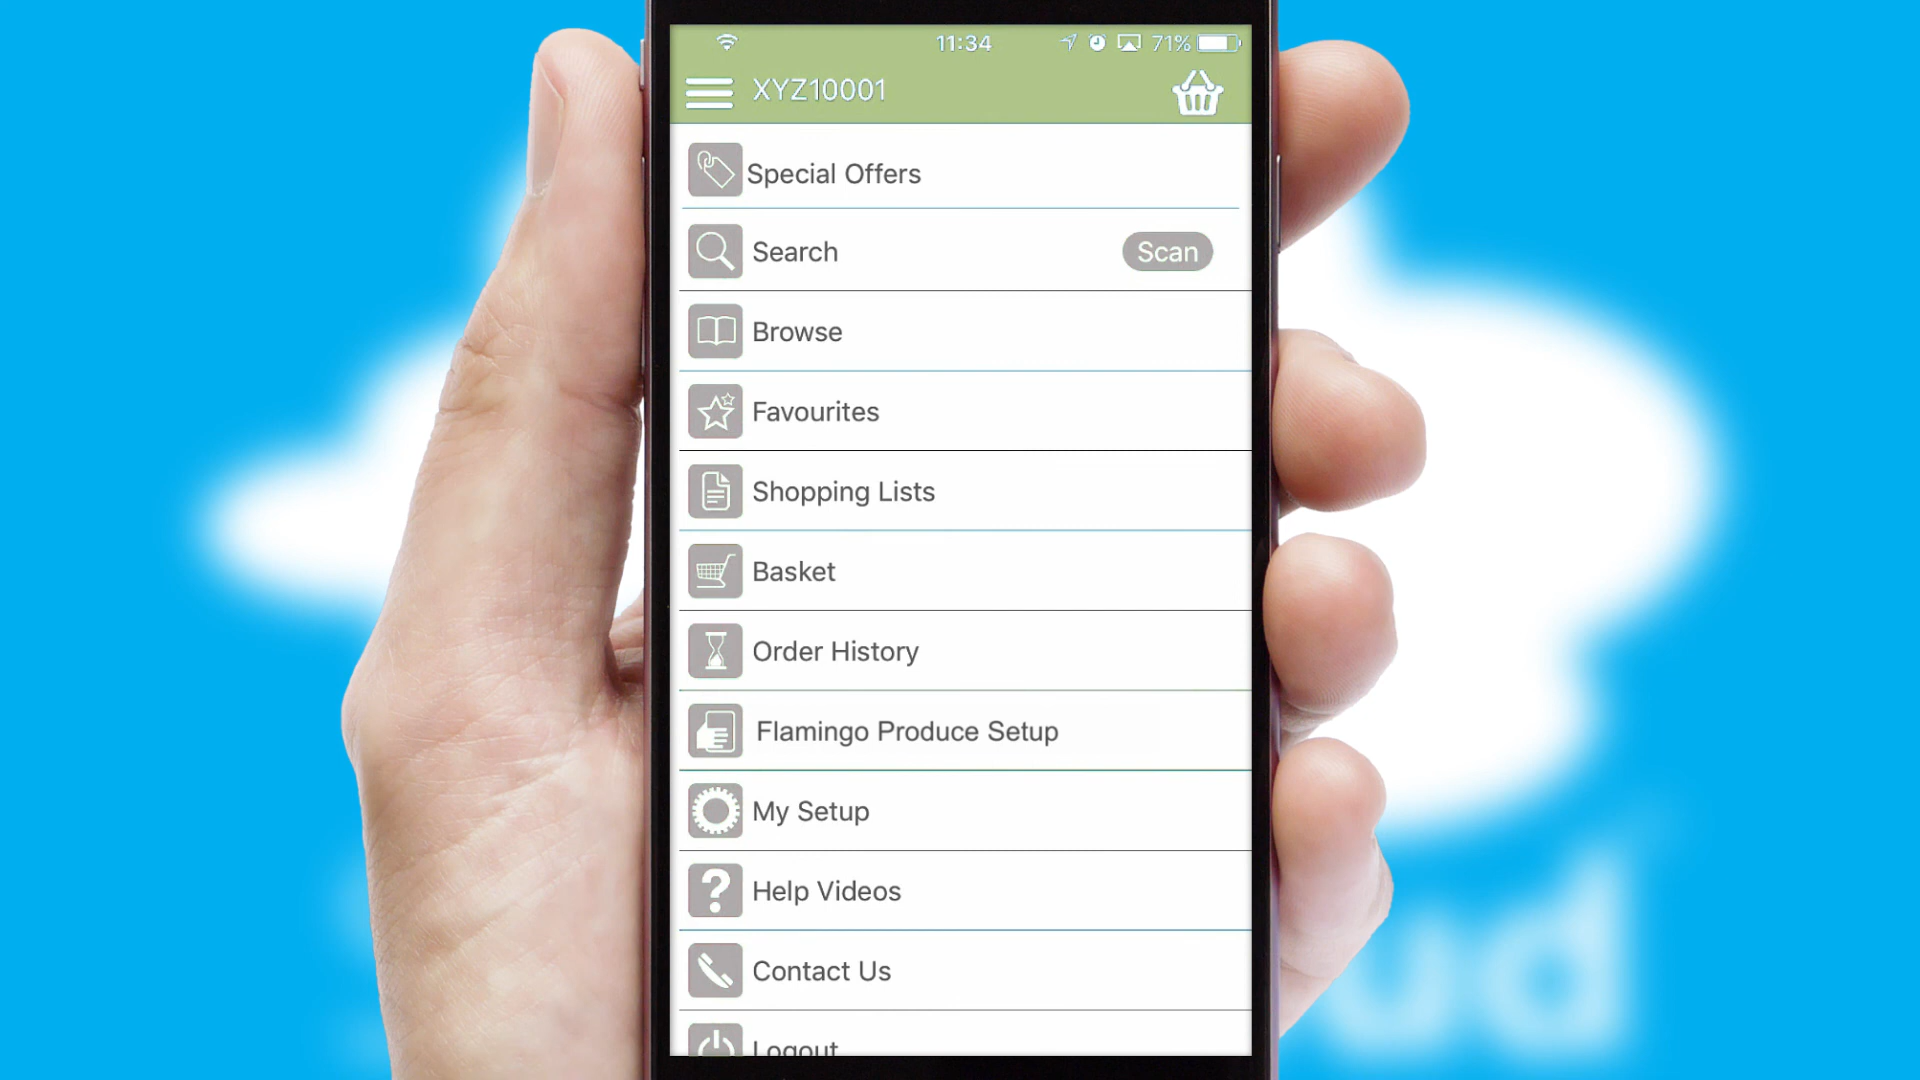 11:34
71%
XYZ10001
Special Offers
Search
Scan
Browse
Favourites
Shopping Lists
Basket
Order History
Flamingo Produce Setup
My Setup
Help Videos
Contact Us
Logout
ud